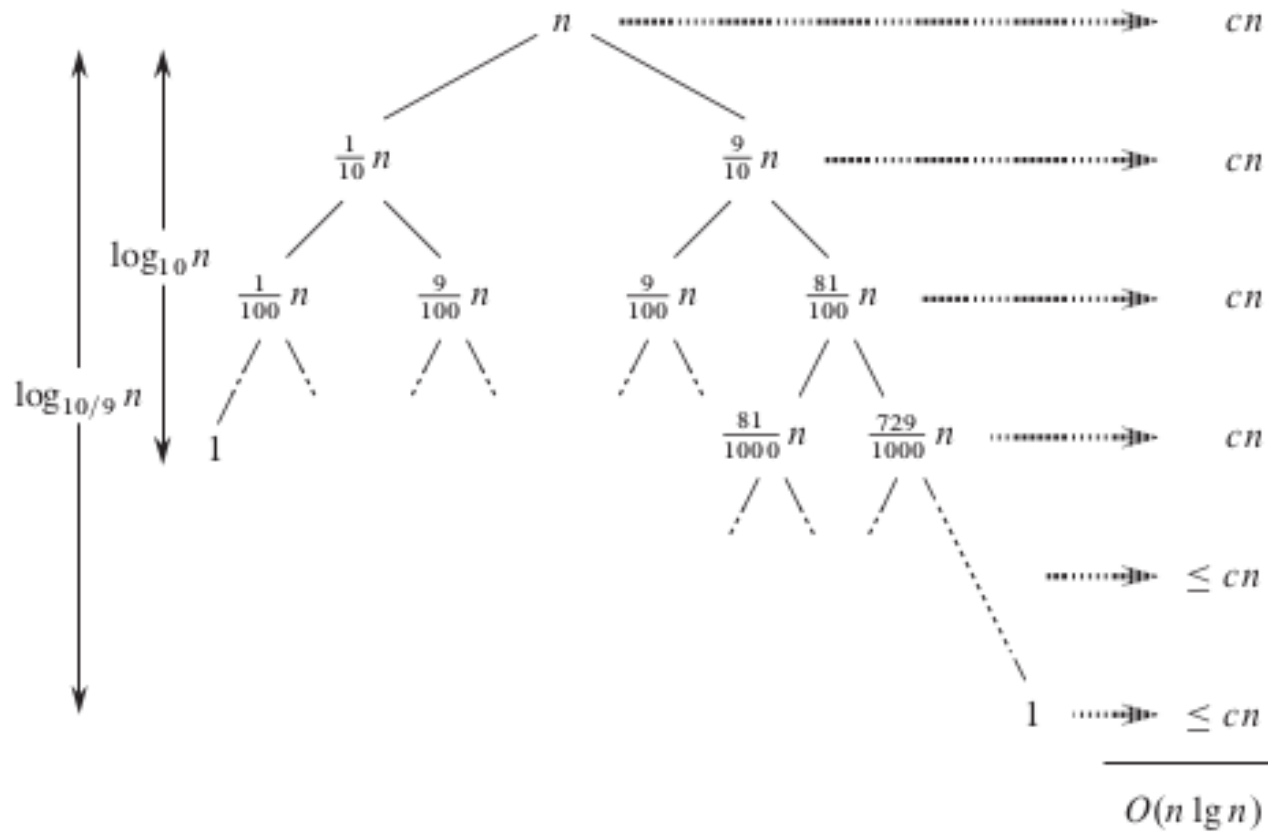 n cn
1/10 n 9/10 n cn
log₁₀ n
1/100 n 9/100 n 9/100 n 81/100 n cn
log₁₀/₉ n
1 81/1000 n 729/1000 n cn
≤ cn
1 ≤ cn
O(n lg n)